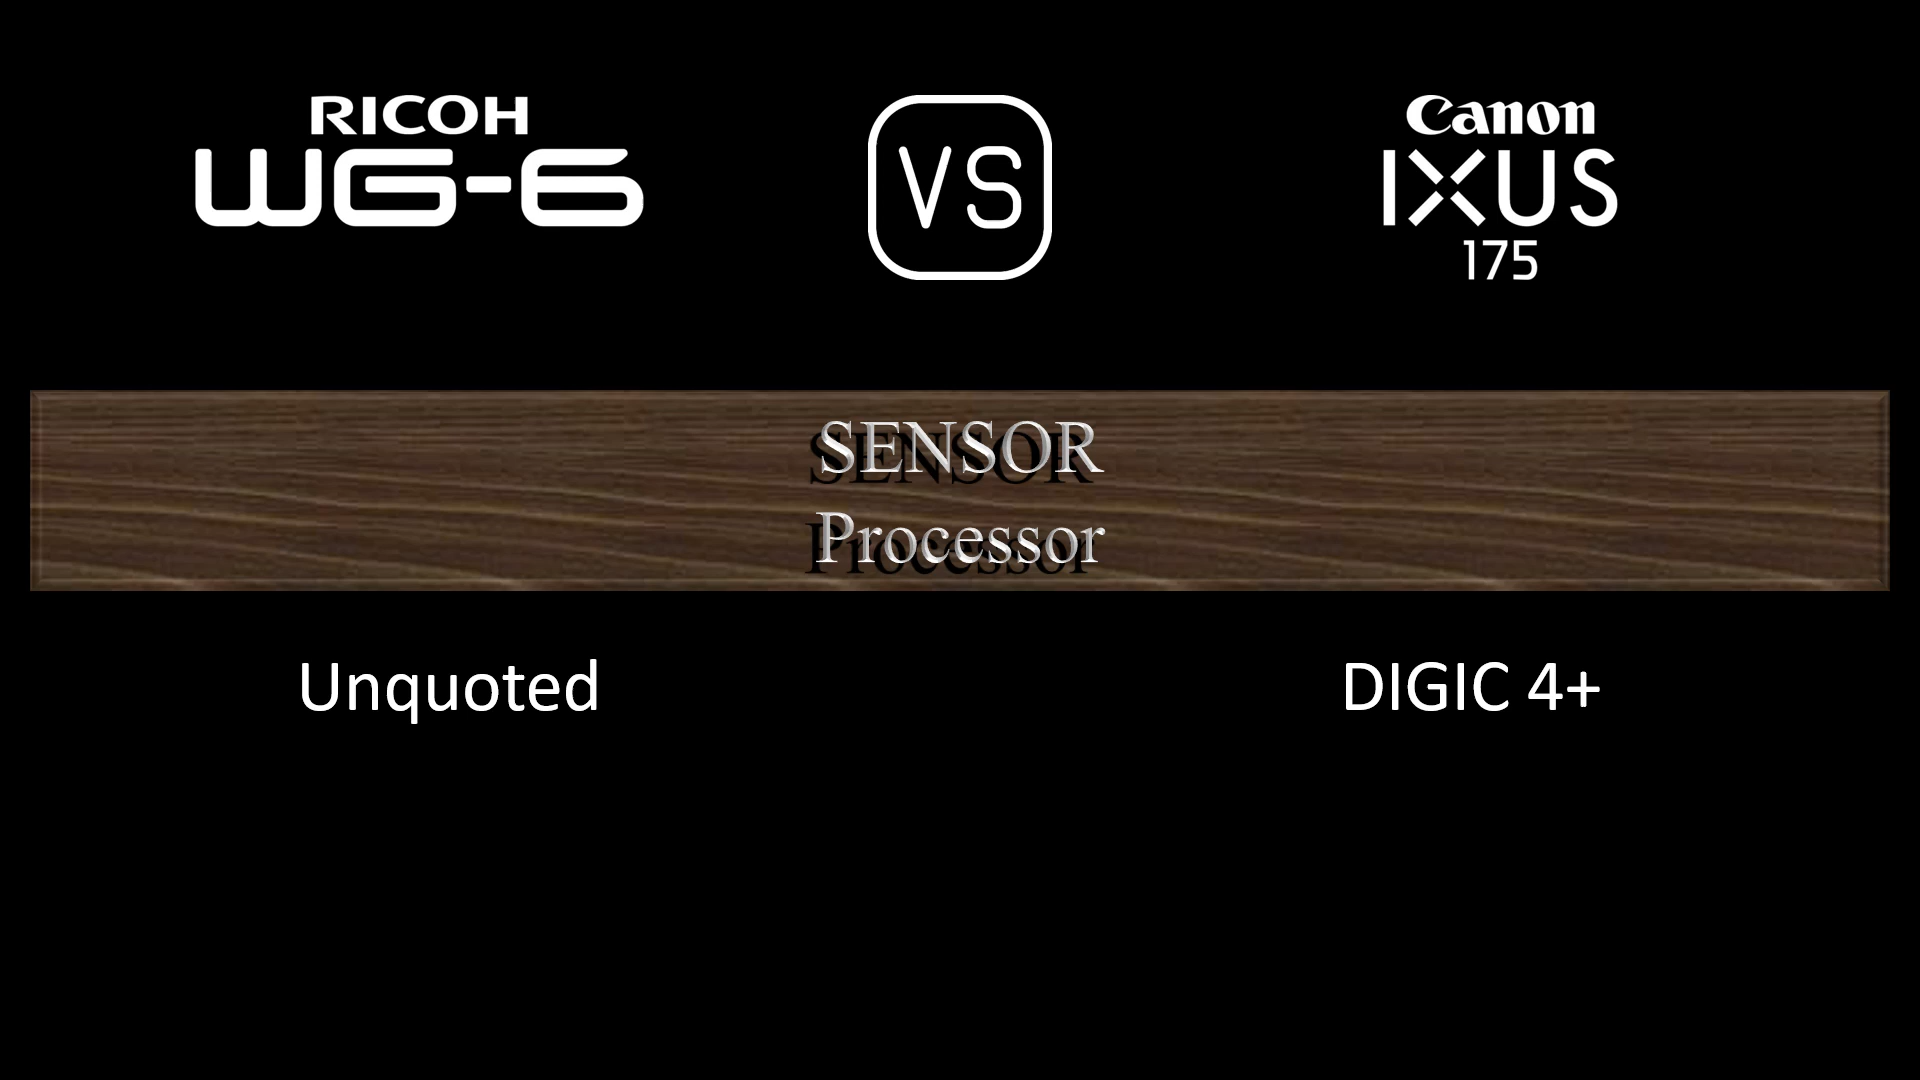 RICOH
WG-6
VS
Canon
IXUS
175
SENSOR
Processor
Unquoted
DIGIC 4+